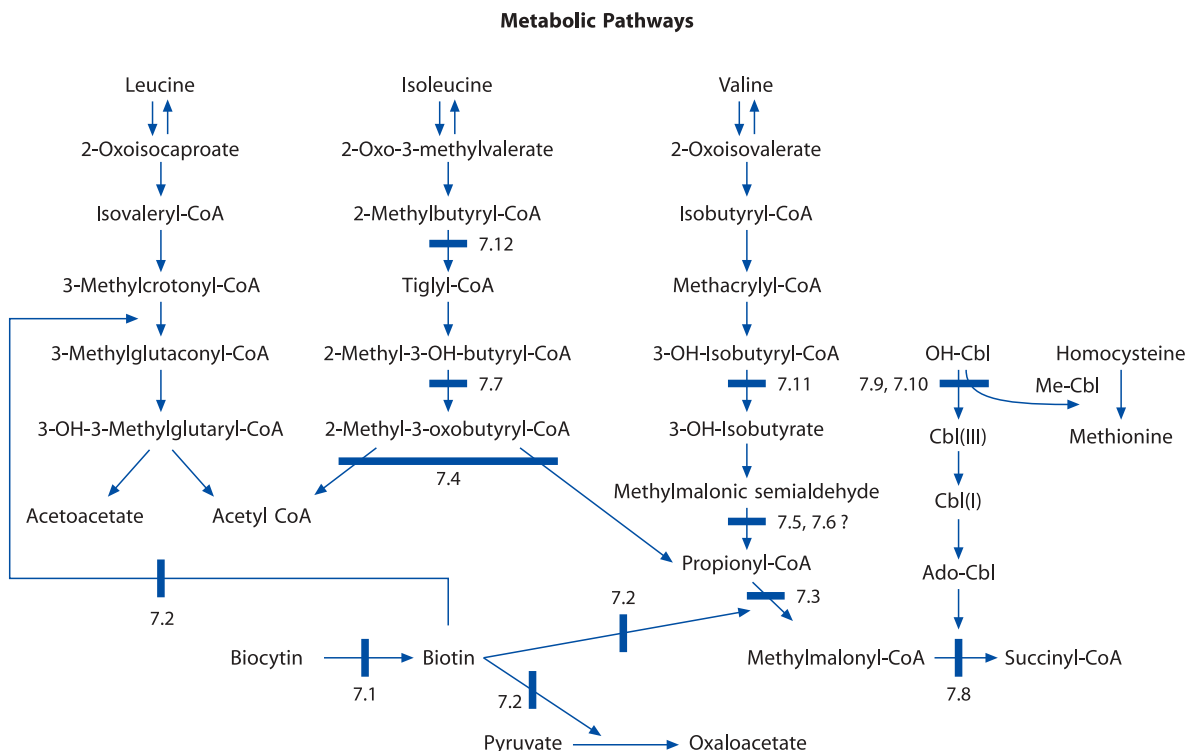 Metabolic Pathways
Leucine
Isoleucine
Valine
2-Oxoisocaproate
2-Oxo-3-methylvalerate
2-Oxoisovalerate
Isovaleryl-CoA
2-Methylbutyryl-CoA
Isobutyryl-CoA
7.12
3-Methylcrotonyl-CoA
Tiglyl-CoA
Methacrylyl-CoA
3-Methylglutaconyl-CoA
2-Methyl-3-OH-butyryl-CoA
3-OH-Isobutyryl-CoA
OH-Cbl
Homocysteine
7.7
7.11
7.9, 7.10
Me-Cbl
3-OH-3-Methylglutaryl-CoA
2-Methyl-3-oxobutyryl-CoA
3-OH-Isobutyrate
Cbl(III)
Methionine
7.4
Methylmalonic semialdehyde
Cbl(I)
Acetoacetate
Acetyl CoA
7.5, 7.6 ?
Propionyl-CoA
Ado-Cbl
7.3
7.2
7.2
Biocytin
Biotin
Methylmalonyl-CoA
Succinyl-CoA
7.1
7.2
7.8
Pyruvate
Oxaloacetate